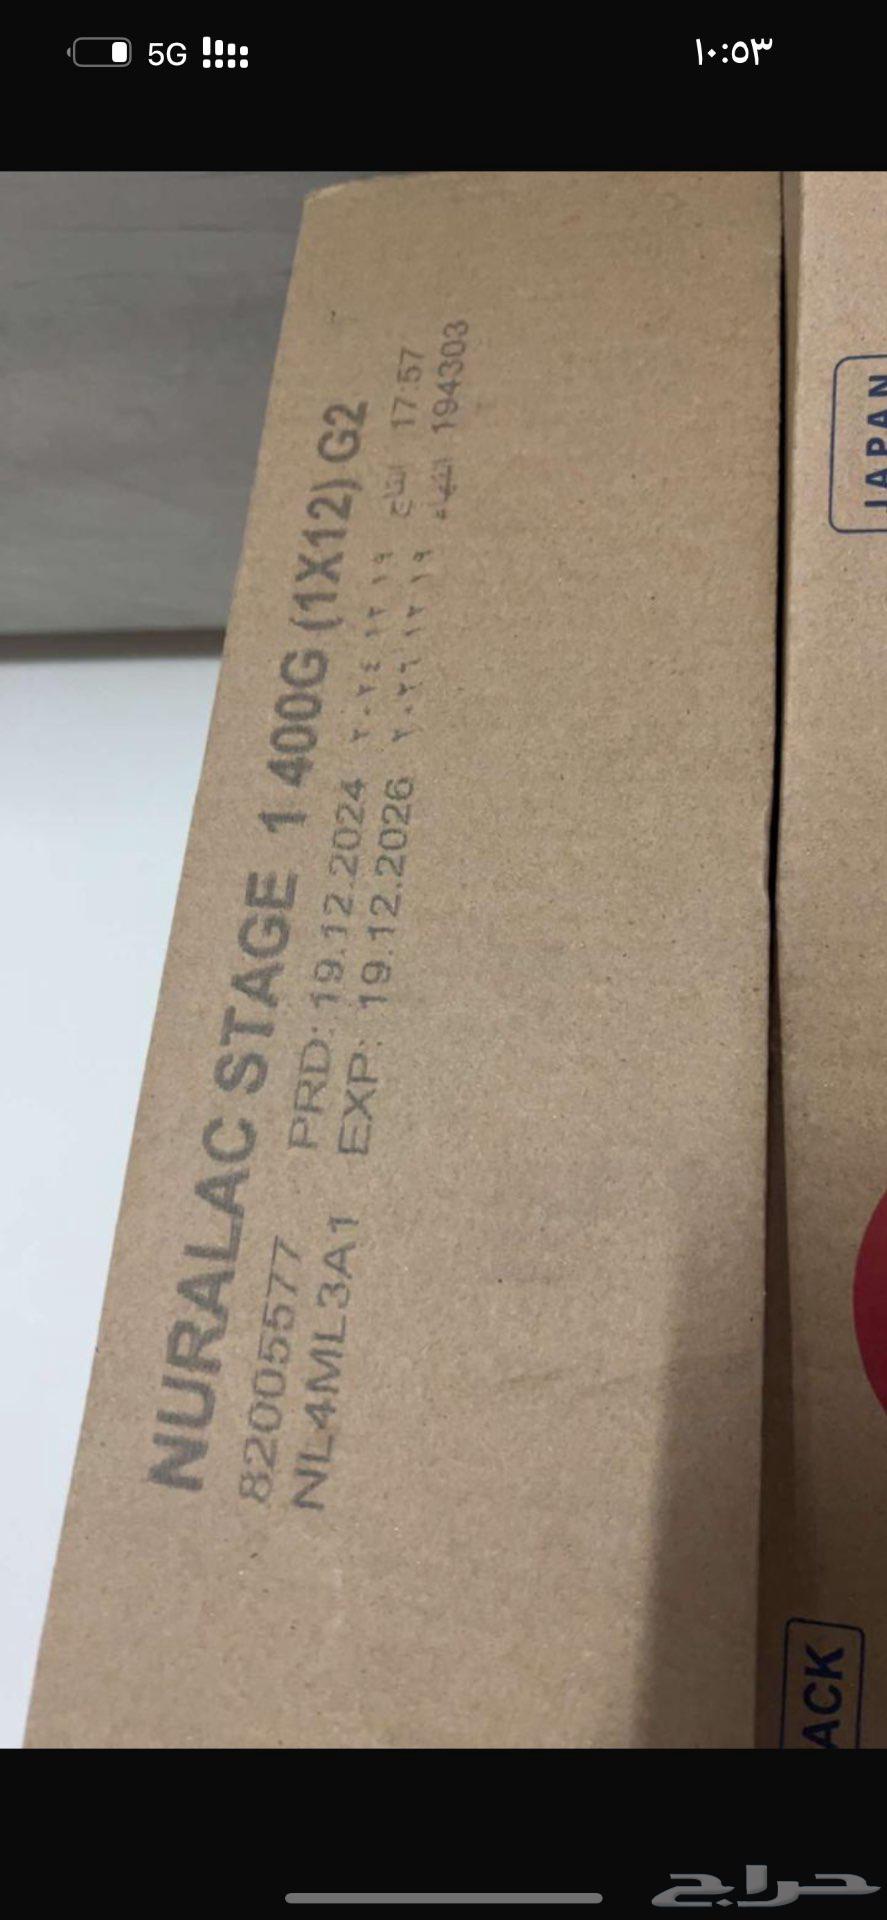 5G
١٠:٥٣
NURALAC STAGE 1 400G (1X12) G2
82005577 PRD: 19.12.2024 ٢٠٢٤ ١٢ ١٩ انتاج 17:57
NL4ML3A1 EXP: 19.12.2026 ٢٠٢٦ ١٢ ١٩ انتهاء 194303
JAPAN
ACK
حراج